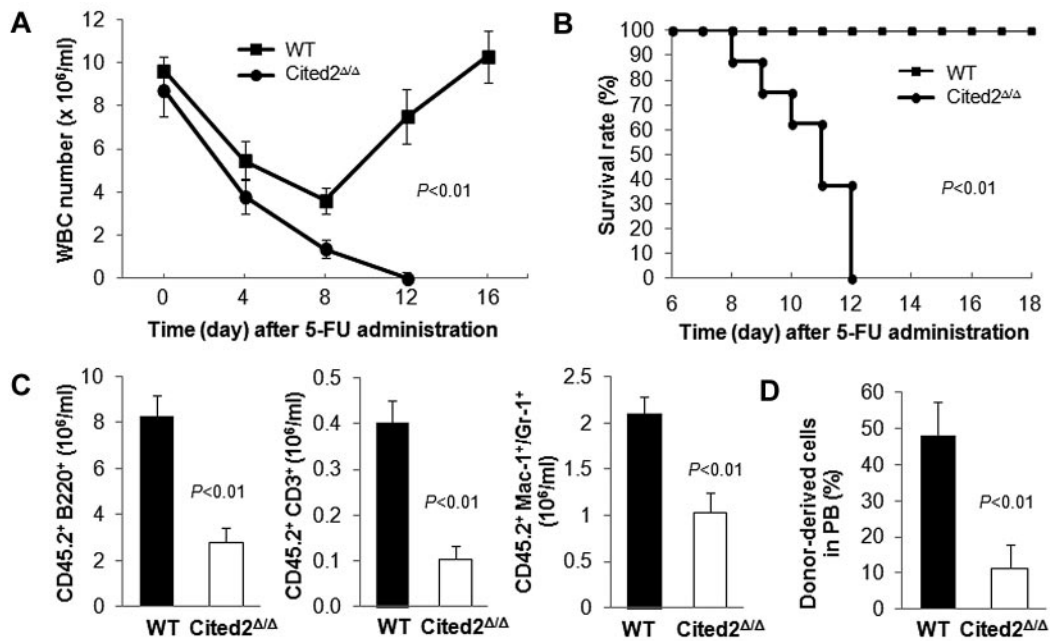 A
WBC number (x 10⁶/ml)
12
10
8
6
4
2
0
WT
Cited2Δ/Δ
P<0.01
0 4 8 12 16
Time (day) after 5-FU administration
B
Survival rate (%)
100
90
80
70
60
50
40
30
20
10
0
WT
Cited2Δ/Δ
P<0.01
6 8 10 12 14 16 18
Time (day) after 5-FU administration
C
CD45.2⁺ B220⁺ (10⁶/ml)
8
6
4
2
0
P<0.01
WT Cited2Δ/Δ
CD45.2⁺ CD3⁺ (10⁶/ml)
0.5
0.4
0.3
0.2
0.1
0.0
P<0.01
WT Cited2Δ/Δ
CD45.2⁺ Mac-1⁺/Gr-1⁺
(10⁶/ml)
2.5
2
1.5
1
0.5
0
P<0.01
WT Cited2Δ/Δ
D
Donor-derived cells
in PB (%)
60
50
40
30
20
10
0
P<0.01
WT Cited2Δ/Δ